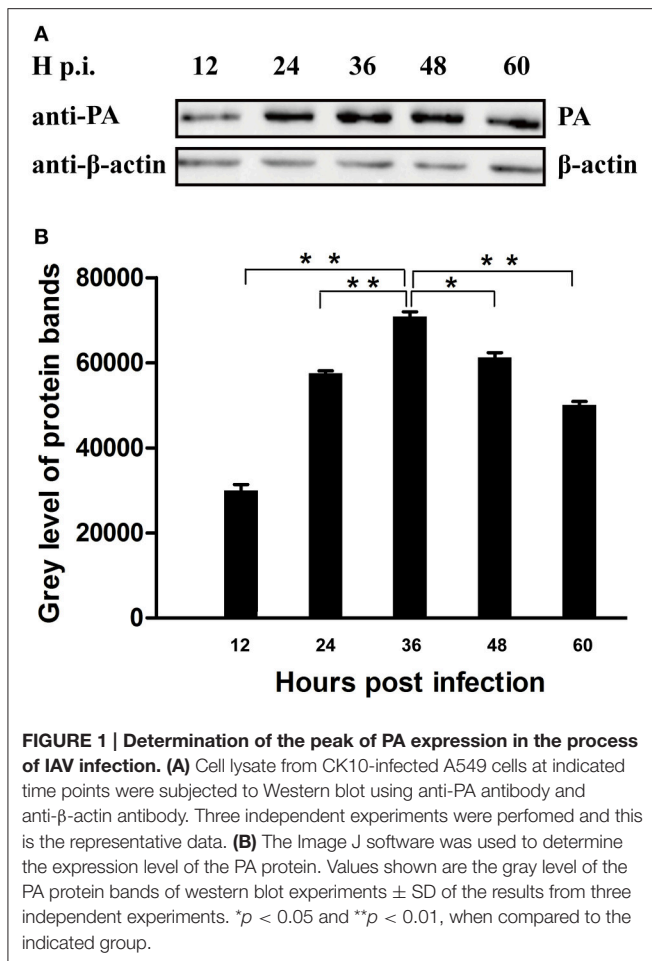 A
H p.i. 12 24 36 48 60
anti-PA PA
anti-β-actin β-actin
B
Grey level of protein bands
80000
60000
40000
20000
0
* * * *
* * *
12 24 36 48 60
Hours post infection
FIGURE 1 | Determination of the peak of PA expression in the process
of IAV infection. (A) Cell lysate from CK10-infected A549 cells at indicated
time points were subjected to Western blot using anti-PA antibody and
anti-β-actin antibody. Three independent experiments were perfomed and this
is the representative data. (B) The Image J software was used to determine
the expression level of the PA protein. Values shown are the gray level of the
PA protein bands of western blot experiments ± SD of the results from three
independent experiments. *p < 0.05 and **p < 0.01, when compared to the
indicated group.